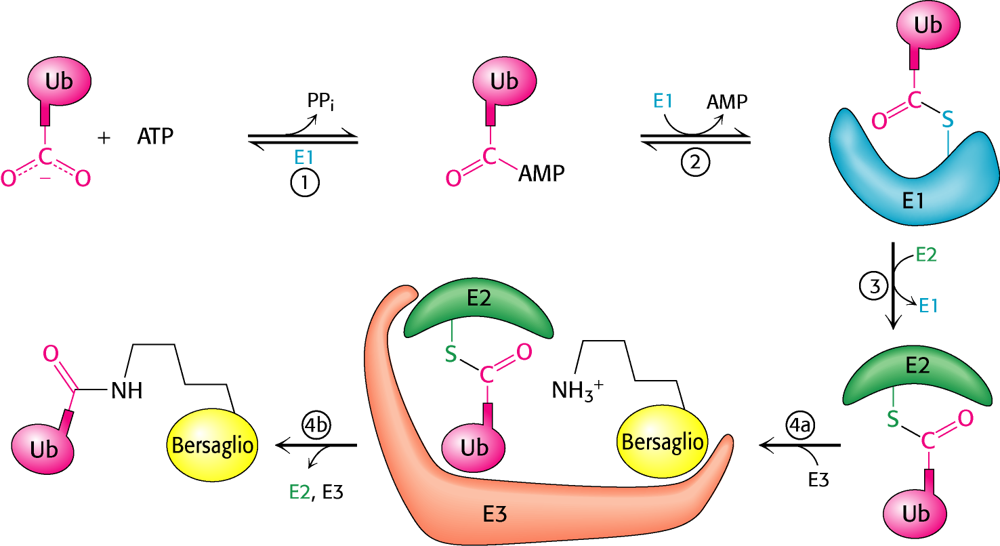 Ub
C
O
O
–
+ ATP
PPi
E1
1
Ub
C
O
AMP
E1
AMP
2
Ub
C
O
S
E1
E2
3
E1
E2
S
C
O
Ub
4a
E3
E2
S
C
O
Ub
NH3+
Bersaglio
E3
4b
E2, E3
O
NH
Ub
Bersaglio